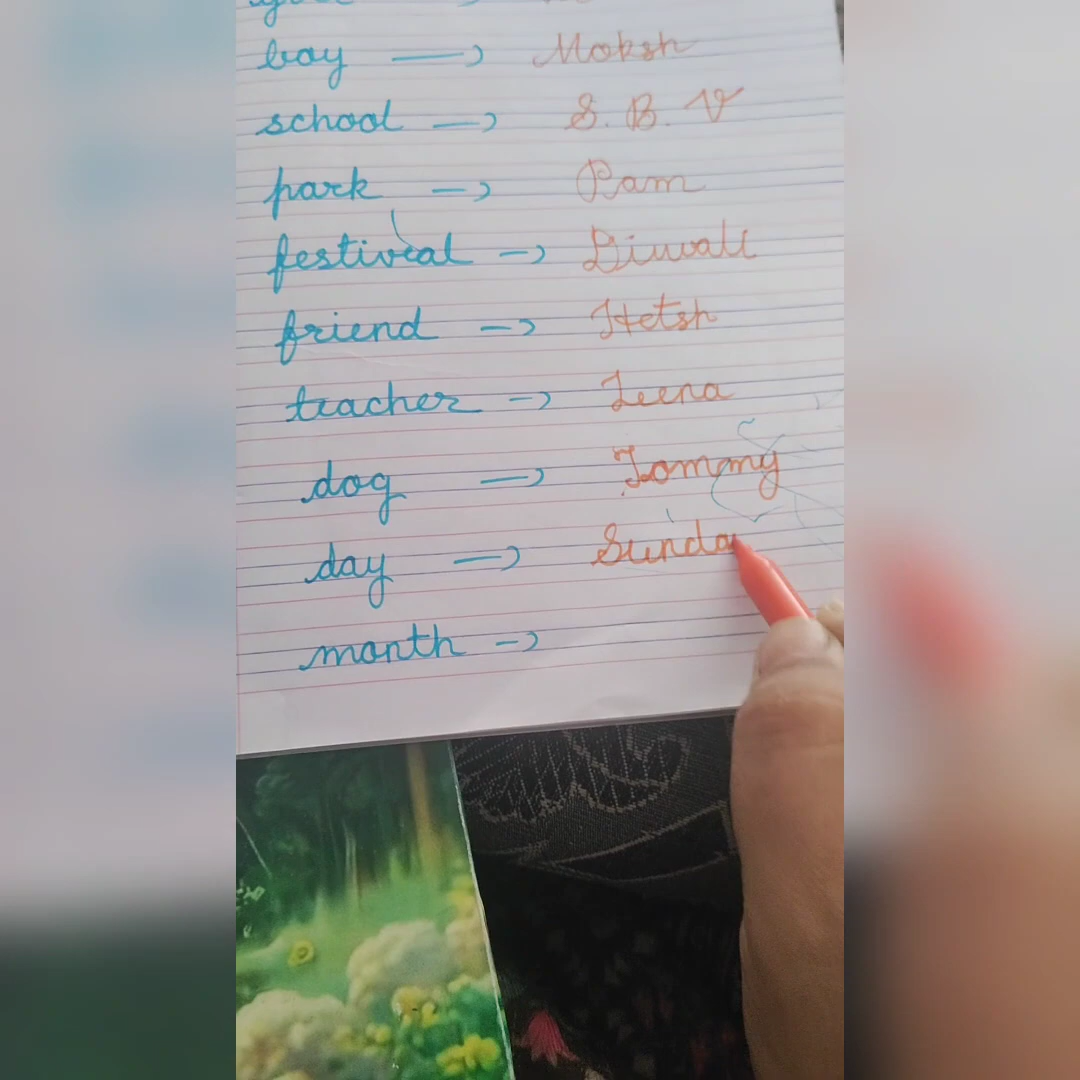 boy → Moksh
school → S. B. V
park → Ram
festival → Diwali
friend → Hetsh
teacher → Leena
dog → Tommy
day → Sunda
month →